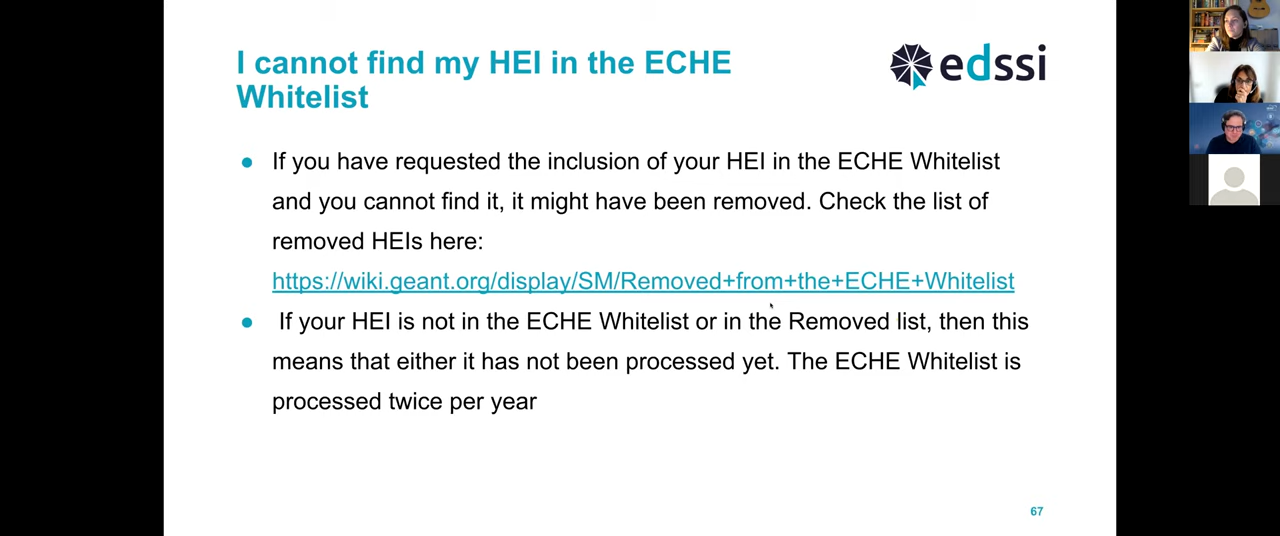 I cannot find my HEI in the ECHE
Whitelist
edssi
● If you have requested the inclusion of your HEI in the ECHE Whitelist
and you cannot find it, it might have been removed. Check the list of
removed HEIs here:
https://wiki.geant.org/display/SM/Removed+from+the+ECHE+Whitelist
● If your HEI is not in the ECHE Whitelist or in the Removed list, then this
means that either it has not been processed yet. The ECHE Whitelist is
processed twice per year
67